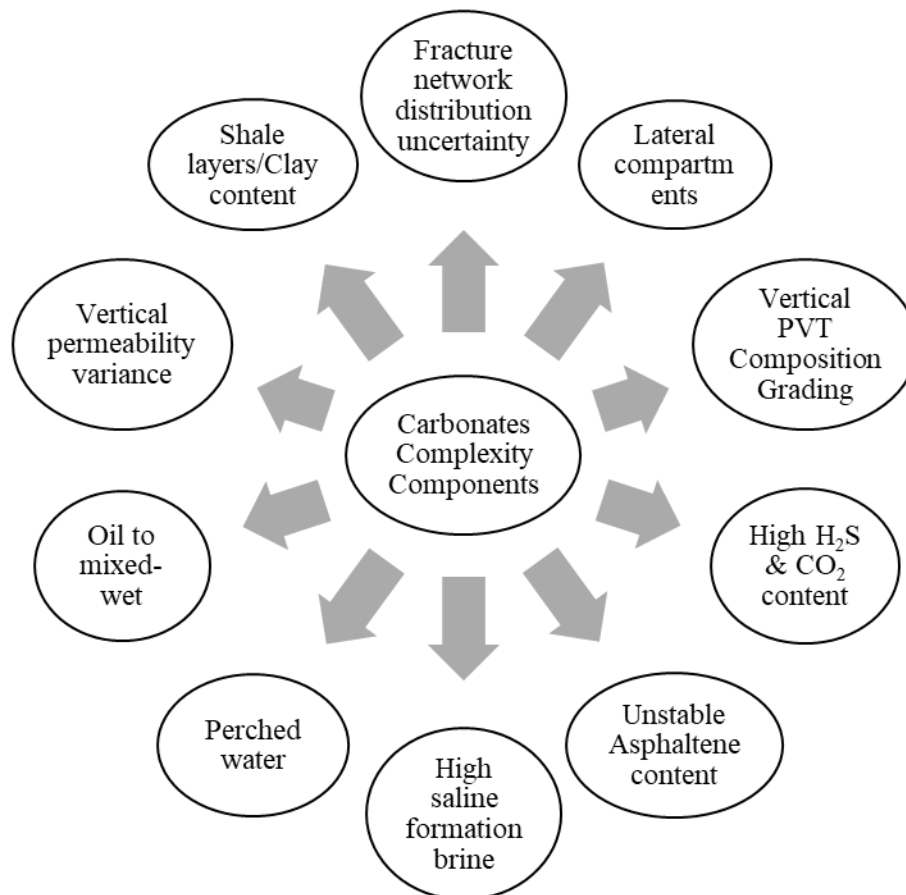 Fracture
network
distribution
uncertainty
Shale
layers/Clay
content
Lateral
compartm
ents
Vertical
permeability
variance
Vertical
PVT
Composition
Grading
Carbonates
Complexity
Components
Oil to
mixed-
wet
High H₂S
& CO₂
content
Perched
water
Unstable
Asphaltene
content
High
saline
formation
brine